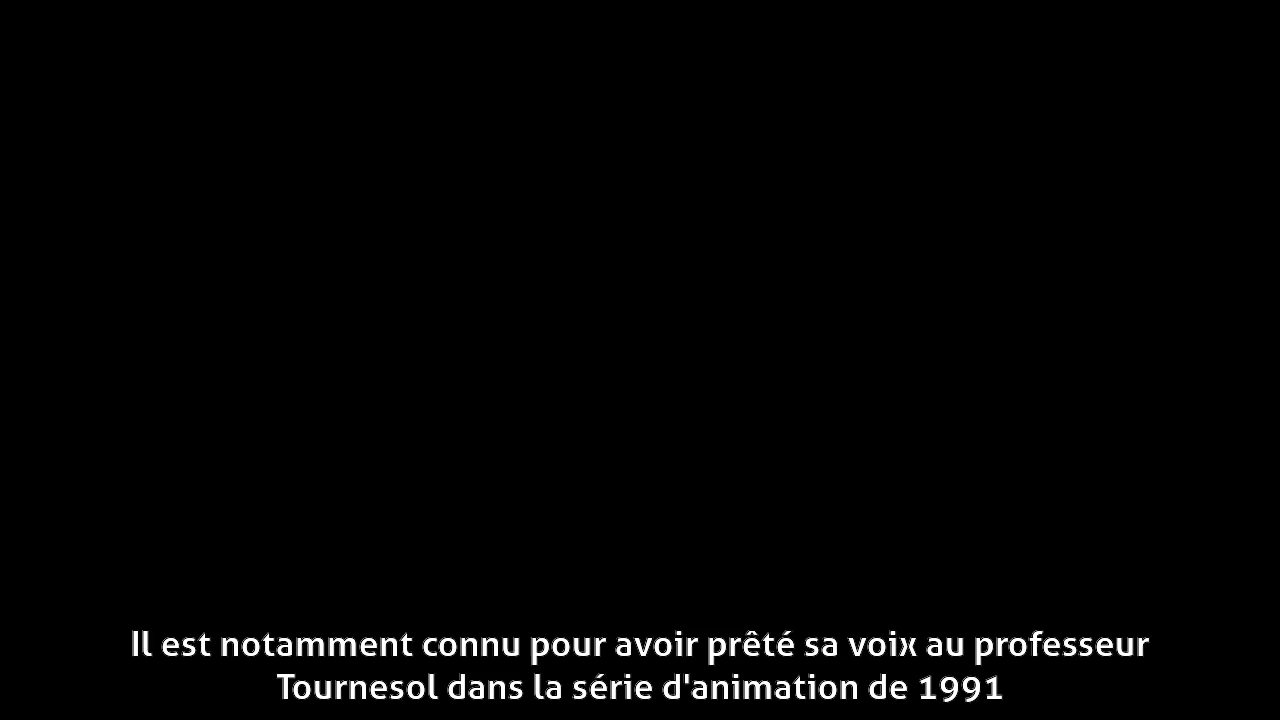 Il est notamment connu pour avoir prêté sa voix au professeur
Tournesol dans la série d'animation de 1991